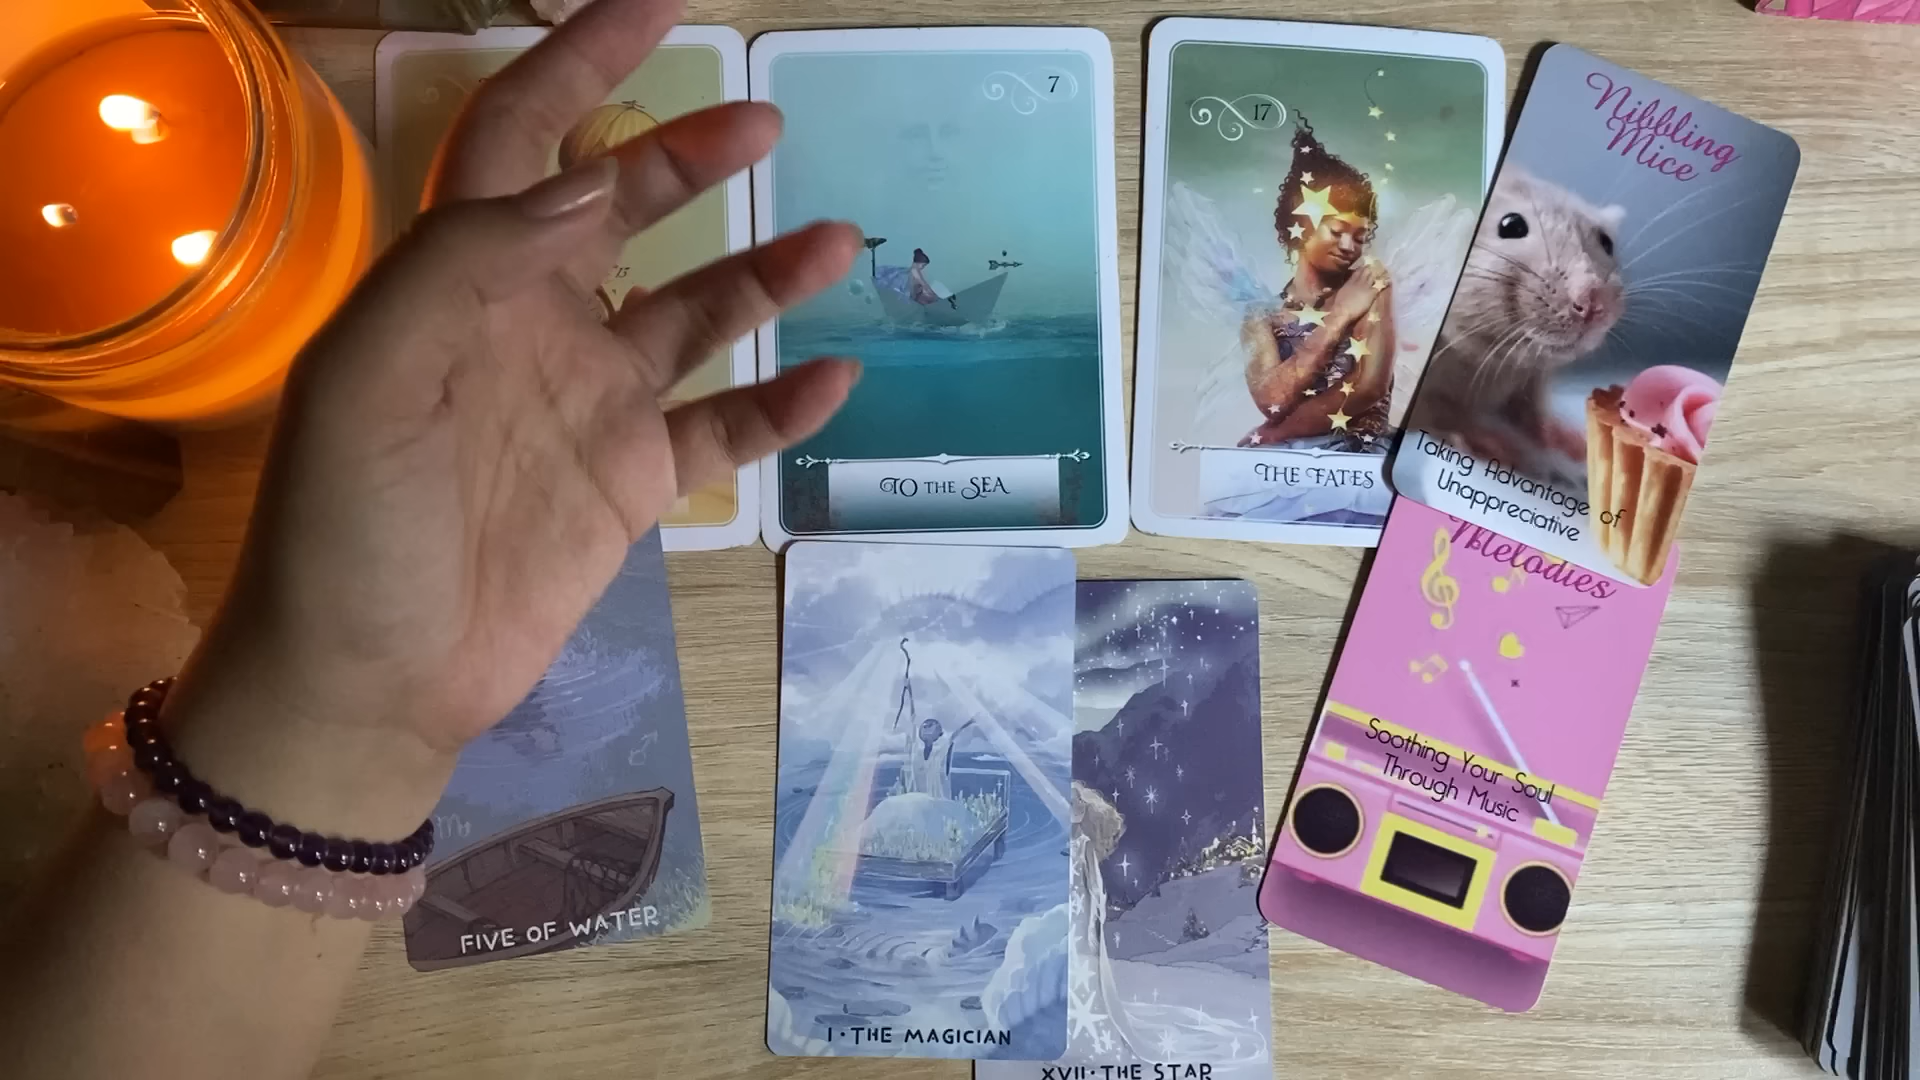 7
TO THE SEA
17
THE FATES
Nibbling
Mice
Taking Advantage of
Unappreciative
Melodies
Soothing Your Soul
Through Music
FIVE OF WATER
I · THE MAGICIAN
XVII · THE STAR